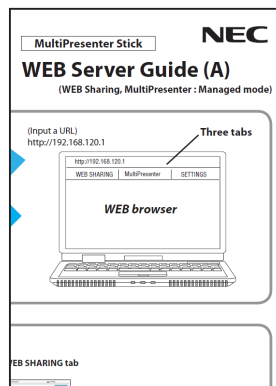 NEC
MultiPresenter Stick
WEB Server Guide (A)
(WEB Sharing, MultiPresenter : Managed mode)
(Input a URL)
http://192.168.120.1
Three tabs
http://192.168.120.1
WEB SHARING MultiPresenter SETTINGS
WEB browser
WEB SHARING tab